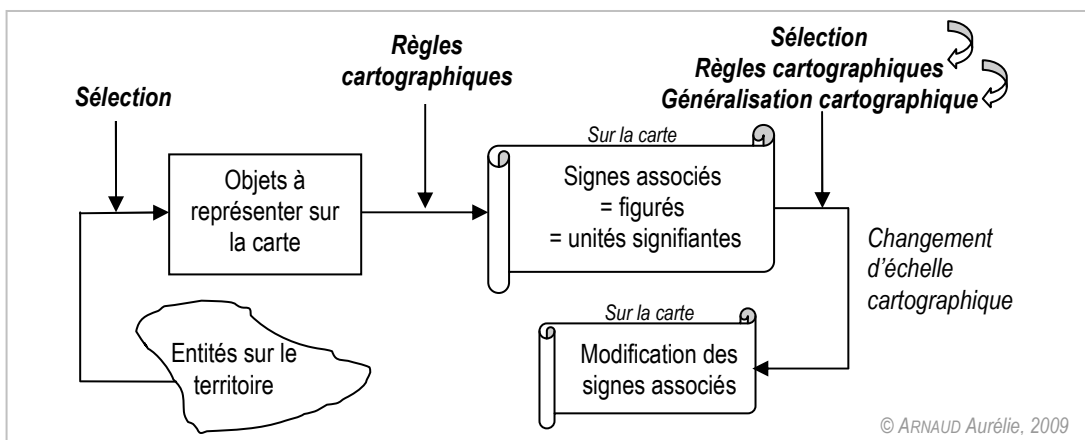 Sélection
Règles
cartographiques
Sélection
Règles cartographiques
Généralisation cartographique
Objets à
représenter sur
la carte
Sur la carte
Signes associés
= figurés
= unités signifiantes
Changement
d’échelle
cartographique
Entités sur le
territoire
Sur la carte
Modification des
signes associés
© ARNAUD Aurélie, 2009